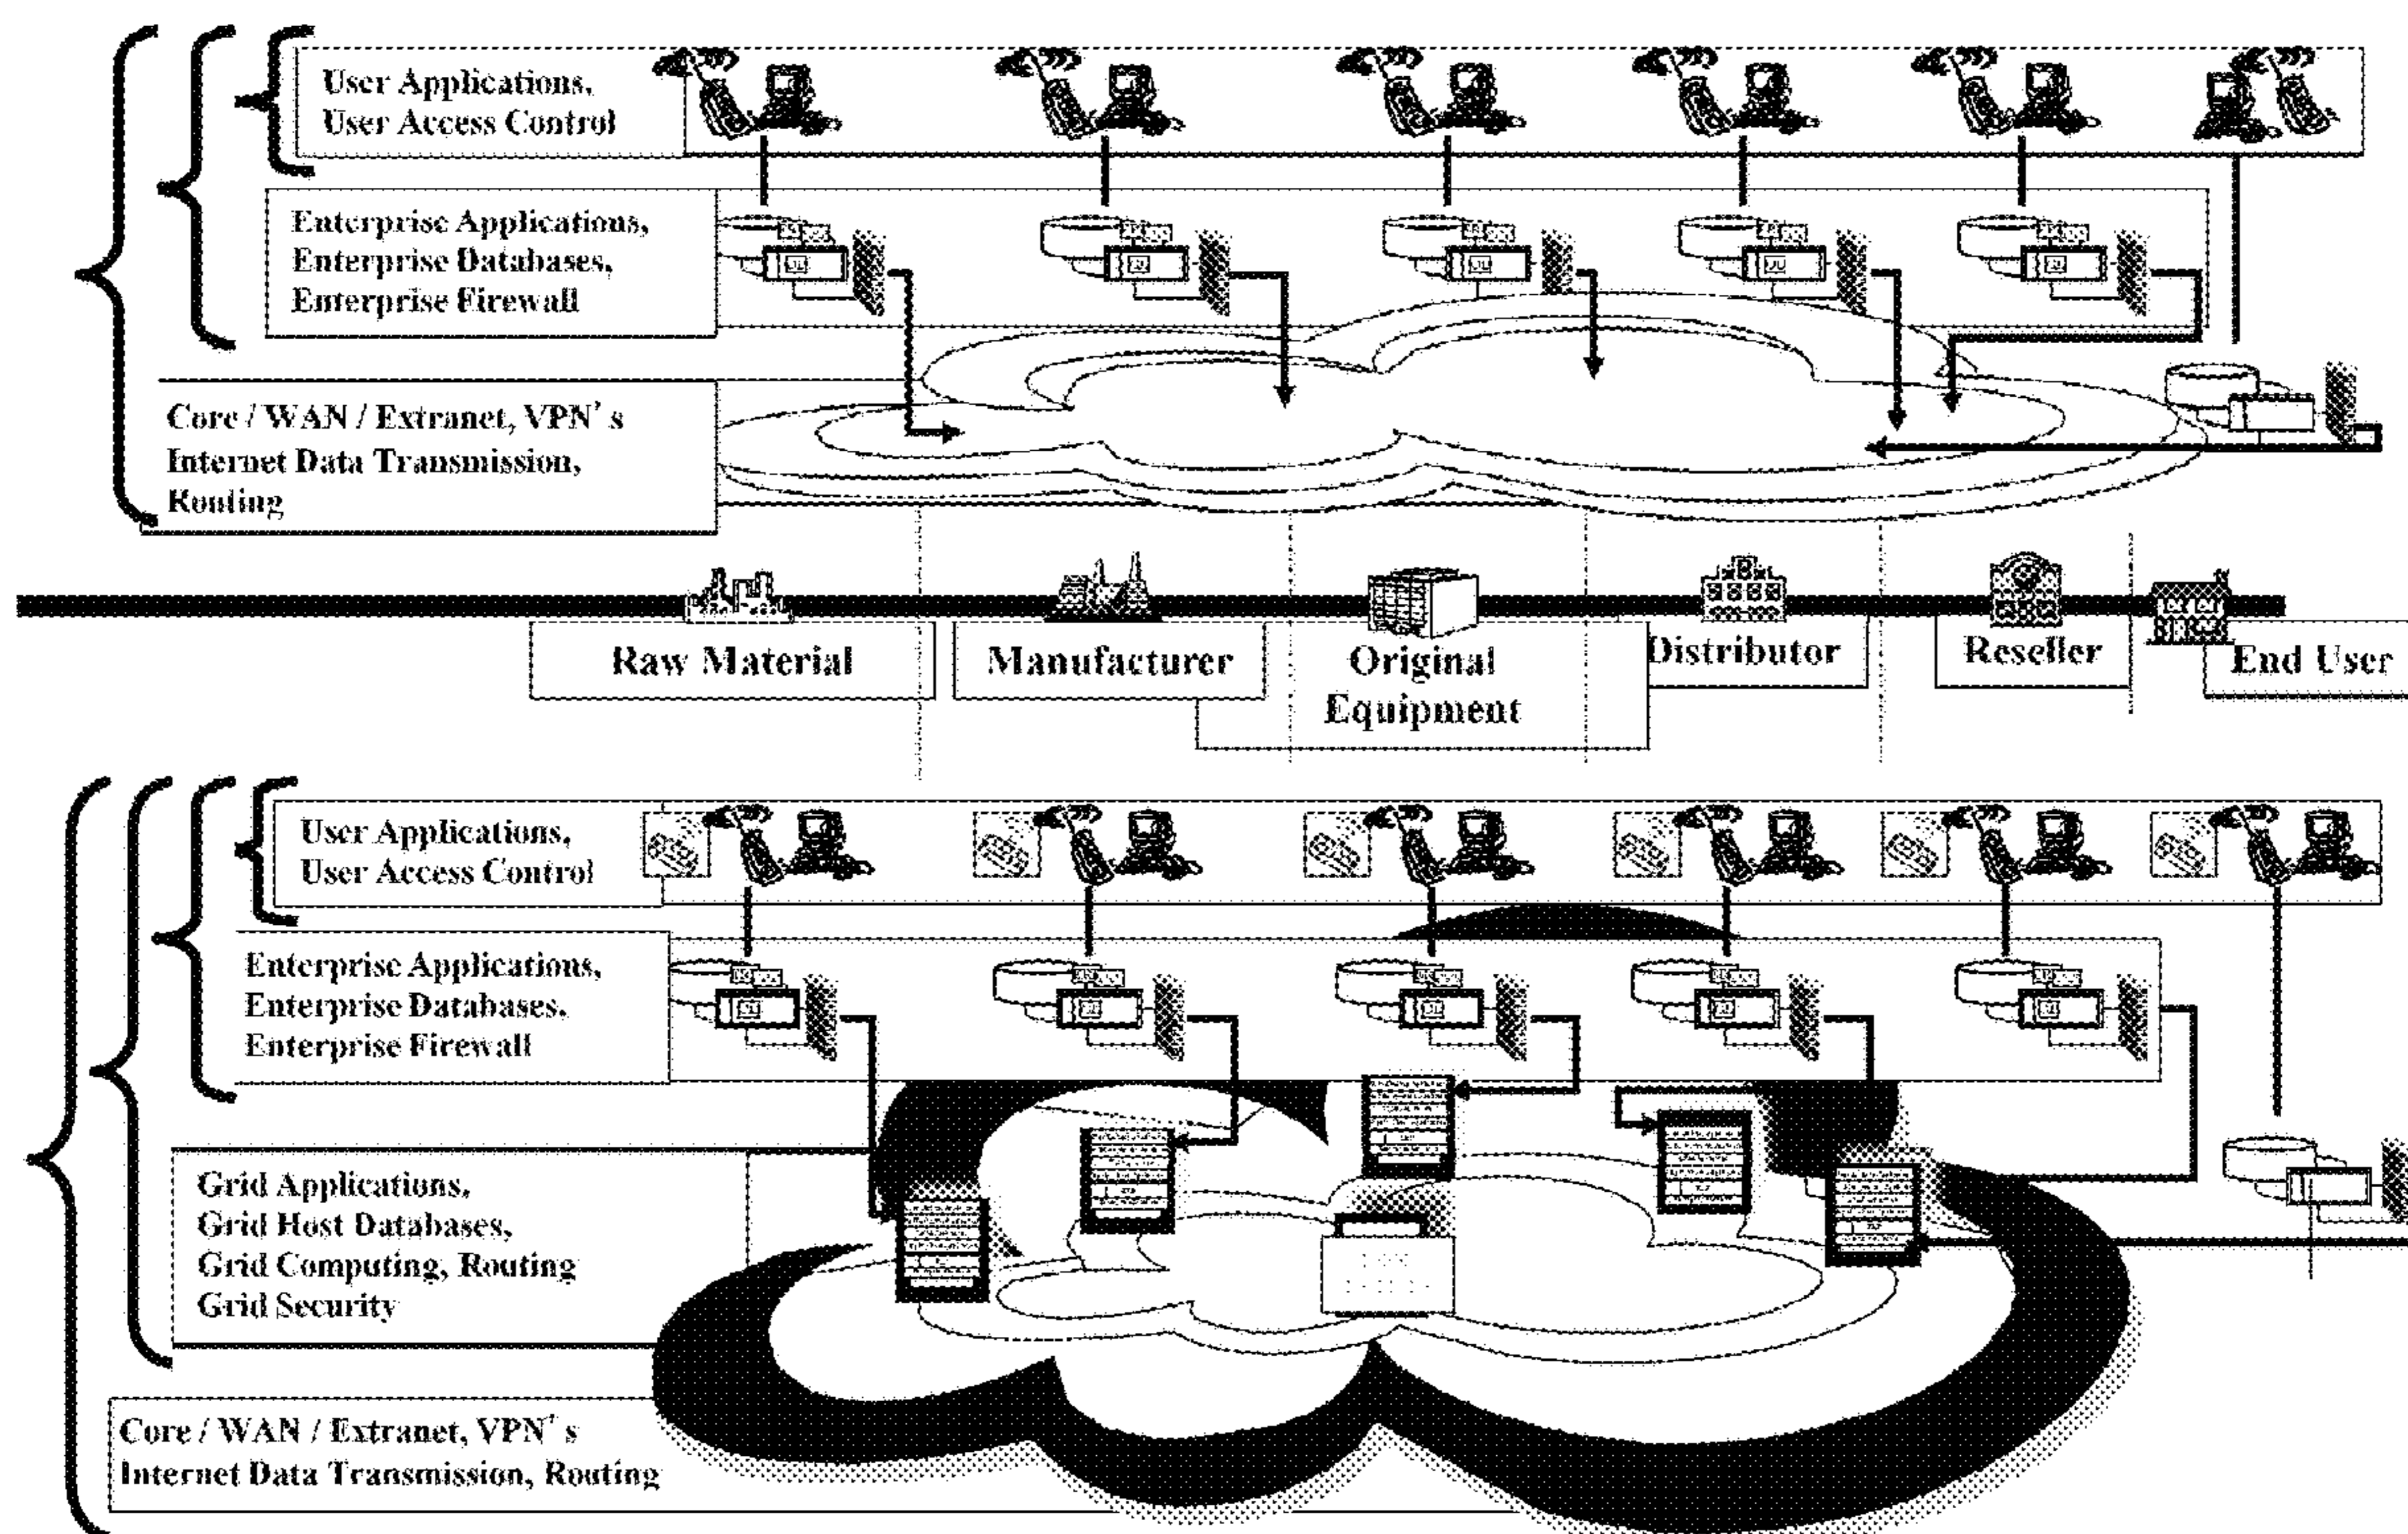 User Applications,
User Access Control
Enterprise Applications,
Enterprise Databases,
Enterprise Firewall
Core / WAN / Extranet, VPN's
Internet Data Transmission,
Routing
Raw Material
Manufacturer
Original
Equipment
Distributor
Reseller
End User
User Applications,
User Access Control
Enterprise Applications,
Enterprise Databases,
Enterprise Firewall
Grid Applications,
Grid Host Databases,
Grid Computing, Routing
Grid Security
Core / WAN / Extranet, VPN's
Internet Data Transmission, Routing